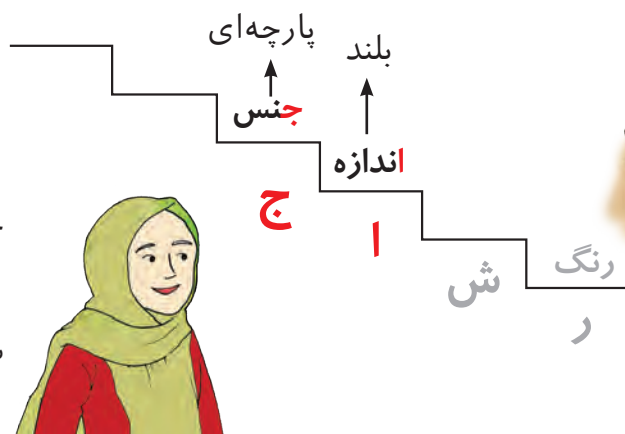 پارچه‌ای
بلند
جنس
اندازه
ج
ا
ش
رنگ
ر